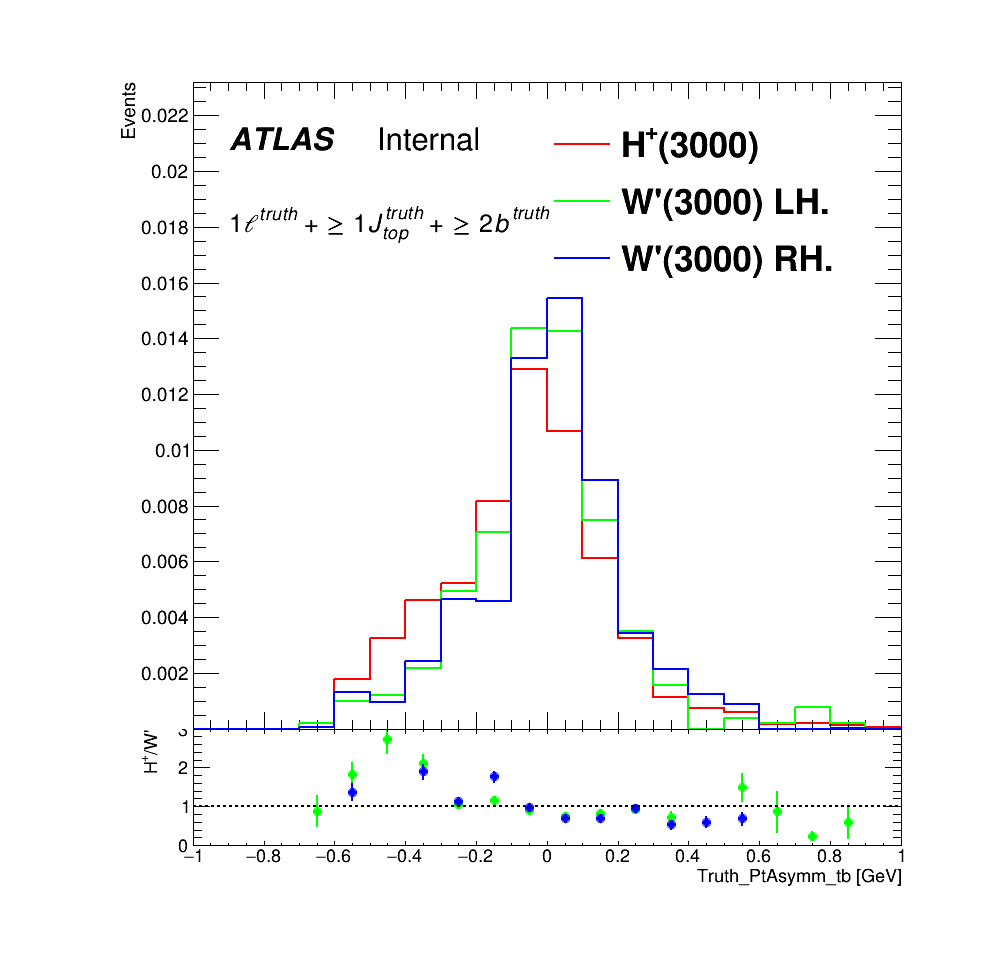 Events
0.022
0.02
0.018
0.016
0.014
0.012
0.01
0.008
0.006
0.004
0.002
ATLAS Internal
1ℓ^truth + ≥ 1J_top^truth + ≥ 2b^truth
H⁺(3000)
W'(3000) LH.
W'(3000) RH.
H⁺/W'
3
2
1
0
−1 −0.8 −0.6 −0.4 −0.2 0 0.2 0.4 0.6 0.8 1
Truth_PtAsymm_tb [GeV]